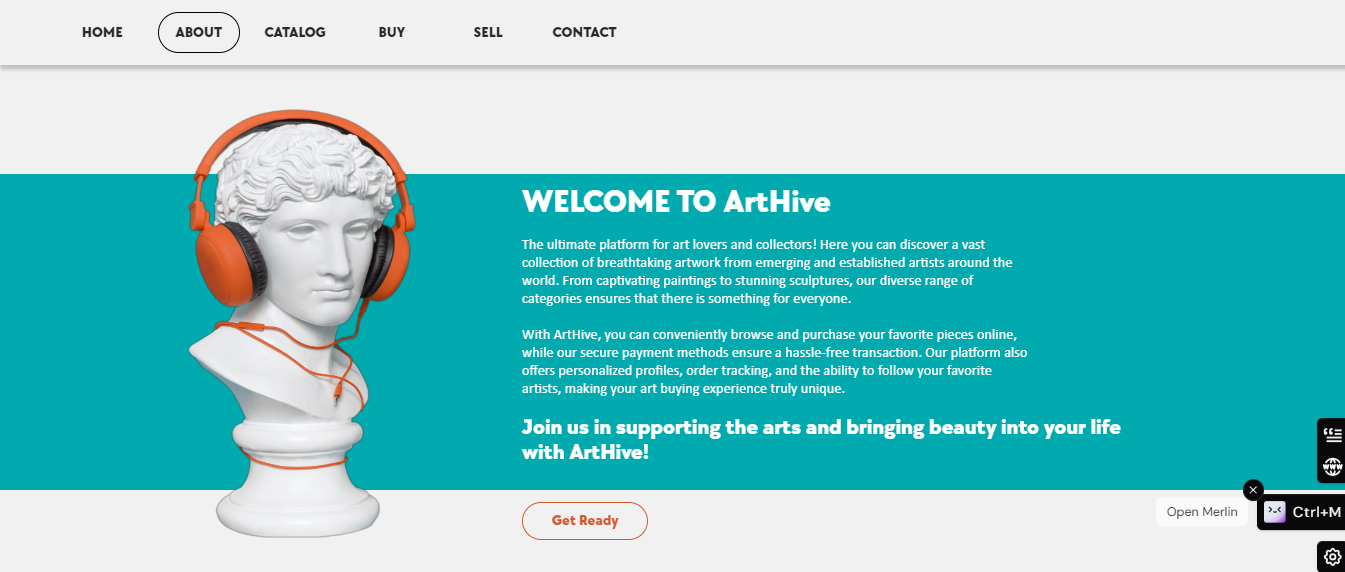 HOME ABOUT CATALOG BUY SELL CONTACT
WELCOME TO ArtHive
The ultimate platform for art lovers and collectors! Here you can discover a vast
collection of breathtaking artwork from emerging and established artists around the
world. From captivating paintings to stunning sculptures, our diverse range of
categories ensures that there is something for everyone.
With ArtHive, you can conveniently browse and purchase your favorite pieces online,
while our secure payment methods ensure a hassle-free transaction. Our platform also
offers personalized profiles, order tracking, and the ability to follow your favorite
artists, making your art buying experience truly unique.
Join us in supporting the arts and bringing beauty into your life
with ArtHive!
WWW
Open Merlin
Ctrl+M
Get Ready